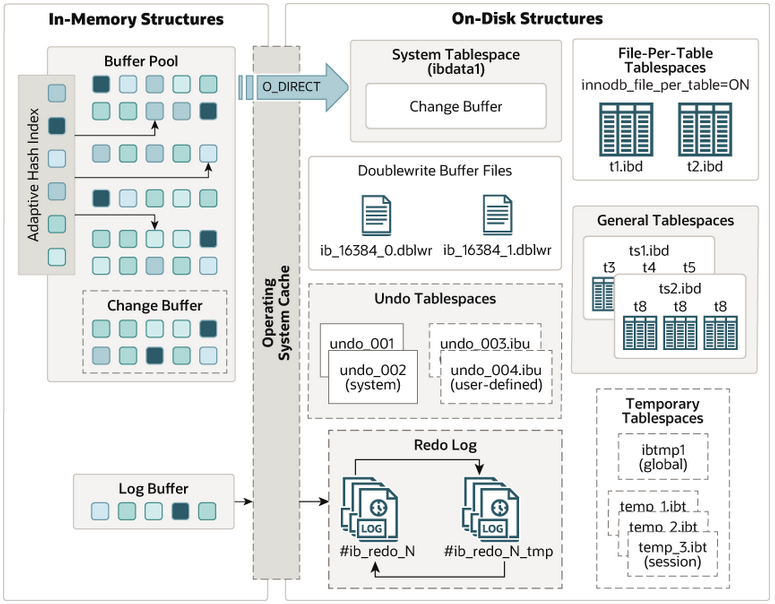 In-Memory Structures
On-Disk Structures
Buffer Pool
Adaptive Hash Index
Change Buffer
Log Buffer
Operating
System Cache
O_DIRECT
System Tablespace
(ibdata1)
Change Buffer
Doublewrite Buffer Files
ib_16384_0.dblwr
ib_16384_1.dblwr
Undo Tablespaces
undo_001
undo_002
(system)
undo_003.ibu
undo_004.ibu
(user-defined)
Redo Log
LOG
LOG
#ib_redo_N
#ib_redo_N_tmp
File-Per-Table
Tablespaces
innodb_file_per_table=ON
t1.ibd
t2.ibd
General Tablespaces
ts1.ibd
t3 t4 t5
ts2.ibd
t8 t8 t8
Temporary
Tablespaces
ibtmp1
(global)
temp_1.ibt
temp_2.ibt
temp_3.ibt
(session)